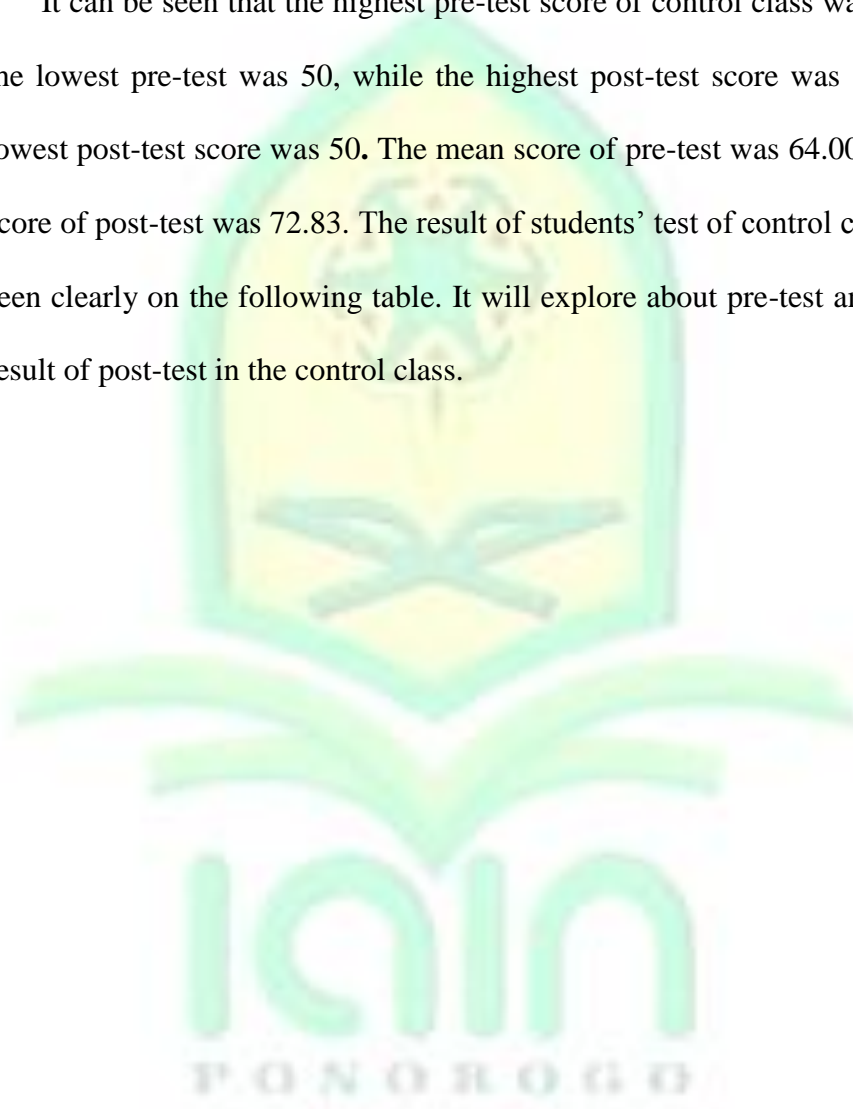 It can be seen that the highest pre-test score of control class wa
he lowest pre-test was 50, while the highest post-test score was
owest post-test score was 50. The mean score of pre-test was 64.00
core of post-test was 72.83. The result of students’ test of control c
een clearly on the following table. It will explore about pre-test a
esult of post-test in the control class.
iain
PONOROGO